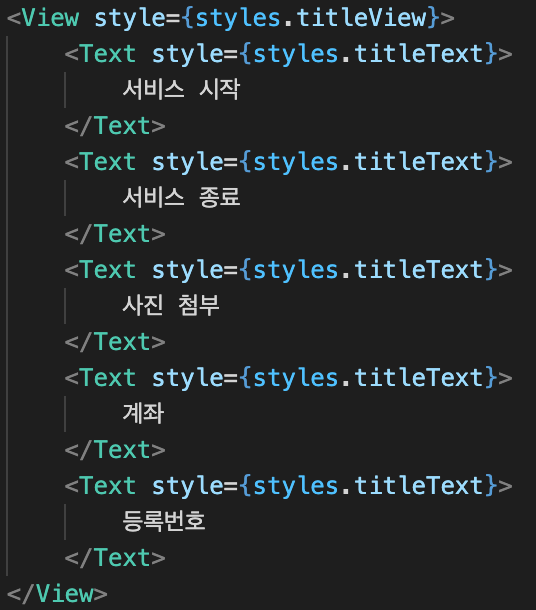 <View style={styles.titleView}>
<Text style={styles.titleText}>
서비스 시작
</Text>
<Text style={styles.titleText}>
서비스 종료
</Text>
<Text style={styles.titleText}>
사진 첨부
</Text>
<Text style={styles.titleText}>
계좌
</Text>
<Text style={styles.titleText}>
등록번호
</Text>
</View>